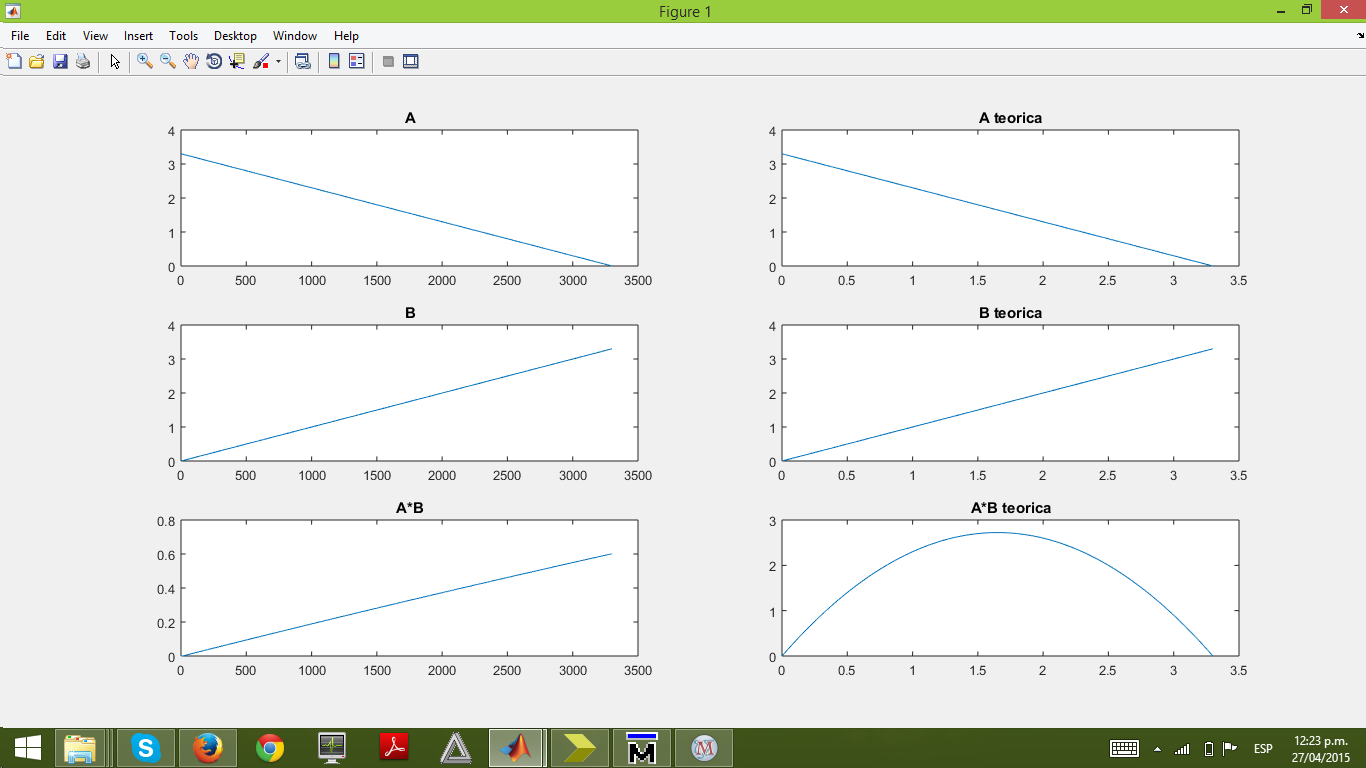 Figure 1
File Edit View Insert Tools Desktop Window Help
A
4
3
2
1
0
0 500 1000 1500 2000 2500 3000 3500
A teorica
4
3
2
1
0
0 0.5 1 1.5 2 2.5 3 3.5
B
4
3
2
1
0
0 500 1000 1500 2000 2500 3000 3500
B teorica
4
3
2
1
0
0 0.5 1 1.5 2 2.5 3 3.5
A*B
0.8
0.6
0.4
0.2
0
0 500 1000 1500 2000 2500 3000 3500
A*B teorica
3
2
1
0
0 0.5 1 1.5 2 2.5 3 3.5
S
M
M
ESP
12:23 p.m.
27/04/2015